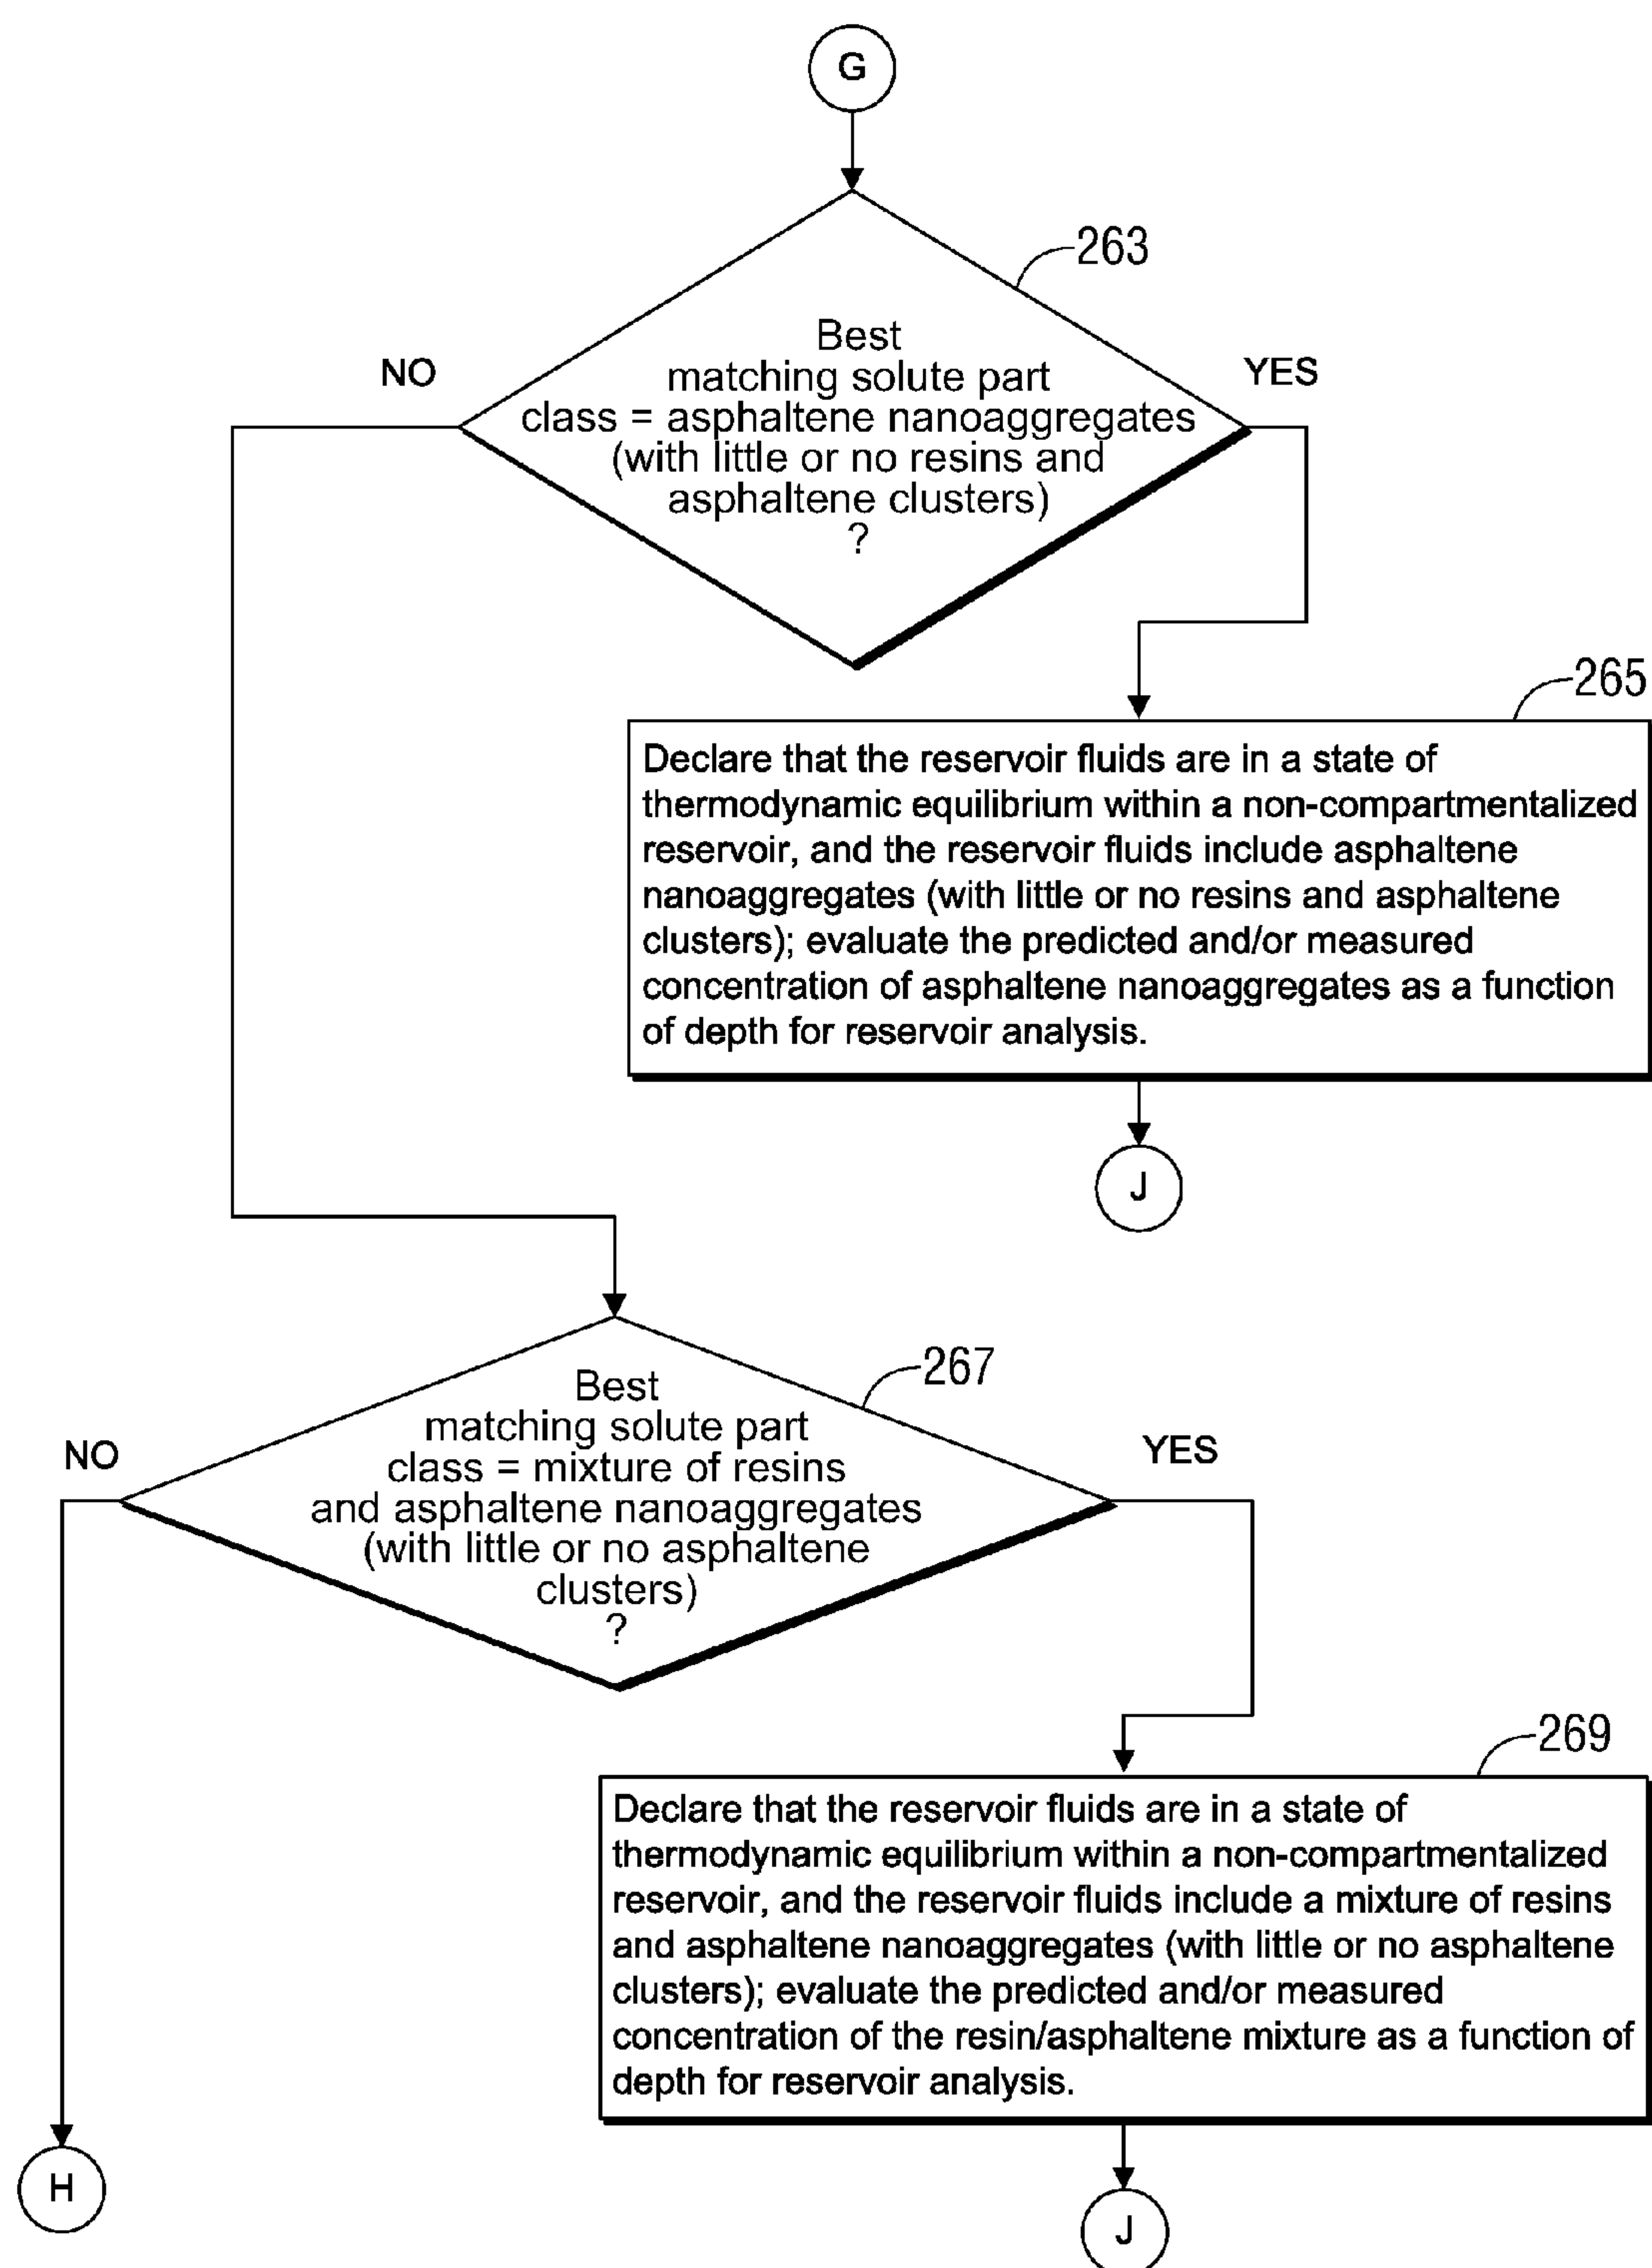 G
263
Best
matching solute part
class = asphaltene nanoaggregates
(with little or no resins and
asphaltene clusters)
?
NO
YES
265
Declare that the reservoir fluids are in a state of
thermodynamic equilibrium within a non-compartmentalized
reservoir, and the reservoir fluids include asphaltene
nanoaggregates (with little or no resins and asphaltene
clusters); evaluate the predicted and/or measured
concentration of asphaltene nanoaggregates as a function
of depth for reservoir analysis.
J
267
Best
matching solute part
class = mixture of resins
and asphaltene nanoaggregates
(with little or no asphaltene
clusters)
?
NO
YES
269
Declare that the reservoir fluids are in a state of
thermodynamic equilibrium within a non-compartmentalized
reservoir, and the reservoir fluids include a mixture of resins
and asphaltene nanoaggregates (with little or no asphaltene
clusters); evaluate the predicted and/or measured
concentration of the resin/asphaltene mixture as a function of
depth for reservoir analysis.
H
J